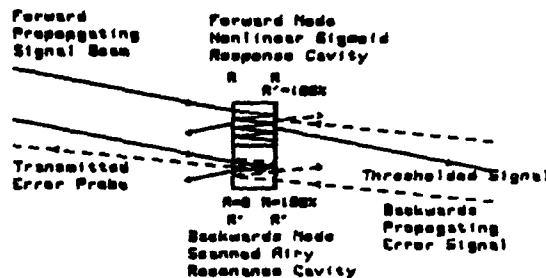 Forward
Propagating
Signal Beam
Forward Mode
Nonlinear Sigmoid
Response Cavity
R R
R'=100%
Transmitted
Error Probe
Thresholded Signal
R=0 R=100%
R' R'
Backwards Mode
Scanned Airy
Resonance Cavity
Backwards
Propagating
Error Signal